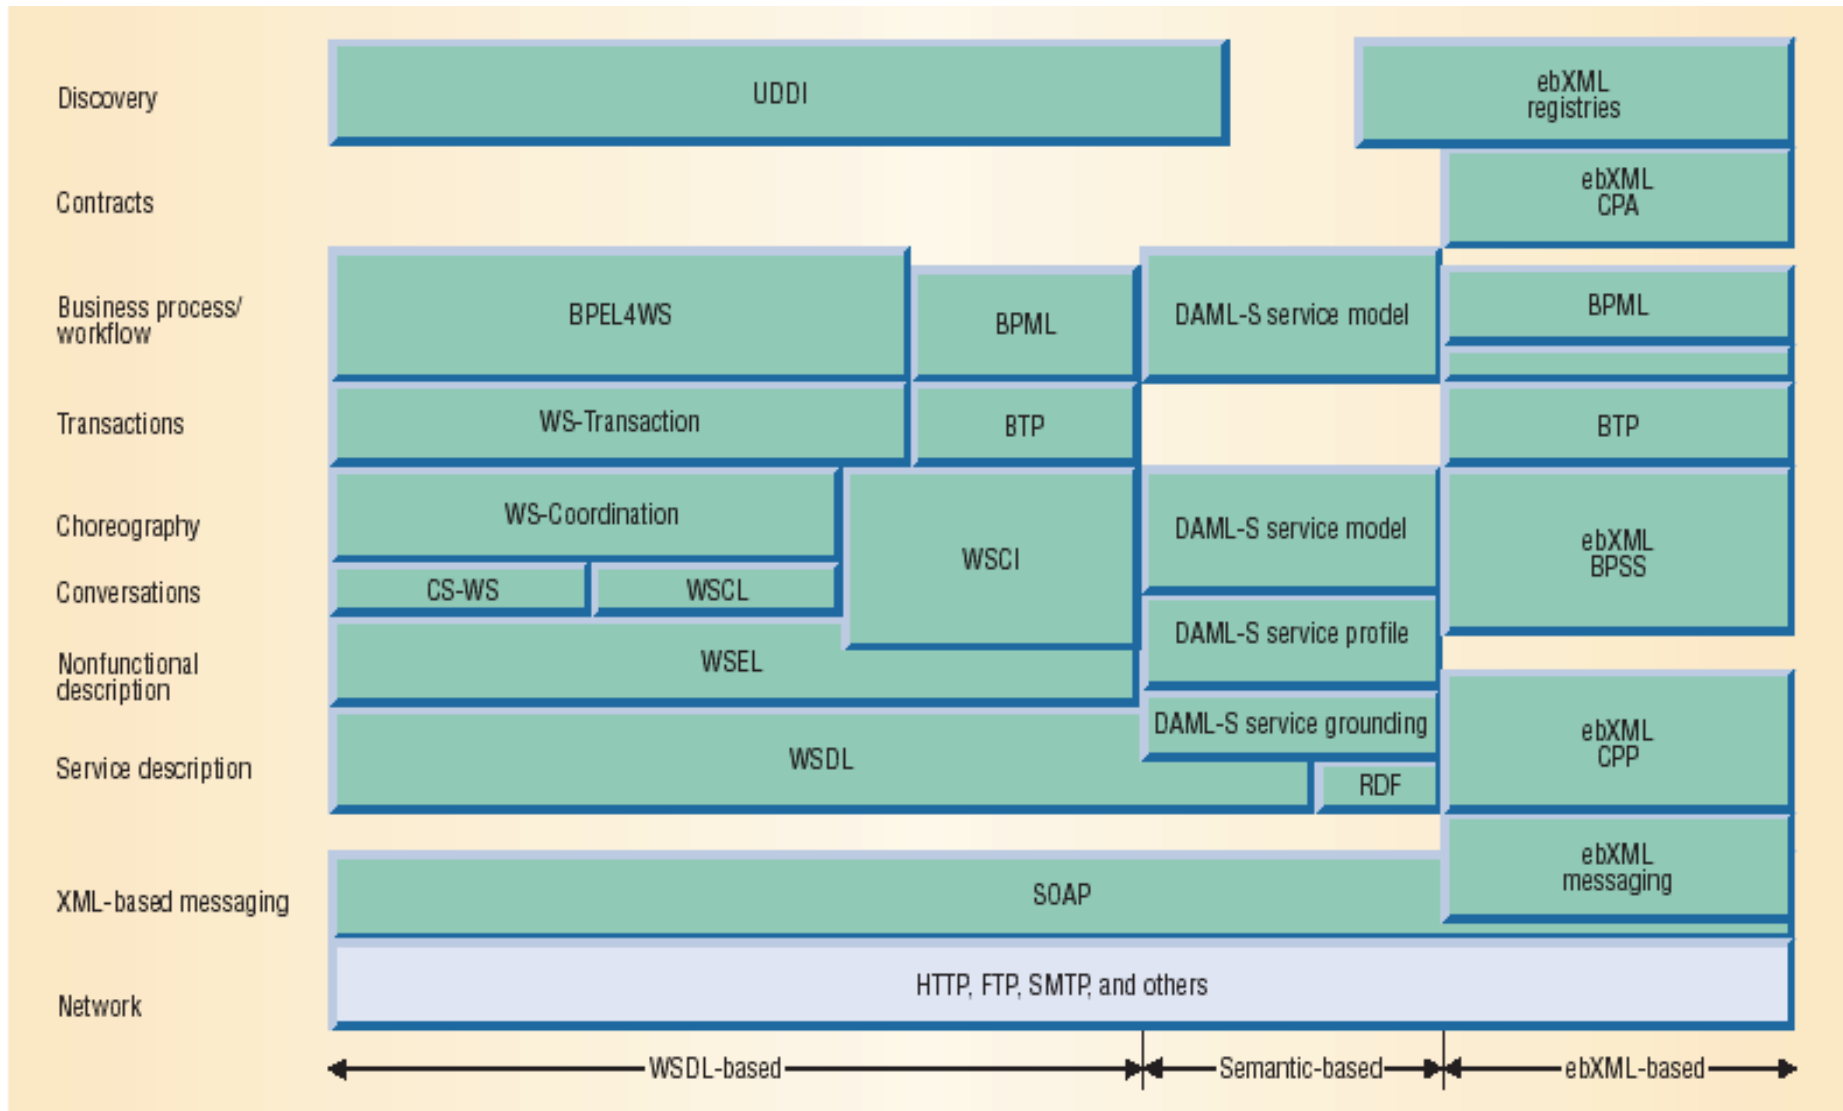 Discovery
UDDI
ebXML
registries
Contracts
ebXML
CPA
Business process/
workflow
BPEL4WS
BPML
DAML-S service model
BPML
Transactions
WS-Transaction
BTP
BTP
Choreography
WS-Coordination
WSCI
DAML-S service model
ebXML
BPSS
Conversations
CS-WS
WSCL
DAML-S service profile
Nonfunctional
description
WSEL
DAML-S service grounding
ebXML
CPP
Service description
WSDL
RDF
ebXML
messaging
XML-based messaging
SOAP
Network
HTTP, FTP, SMTP, and others
WSDL-based
Semantic-based
ebXML-based